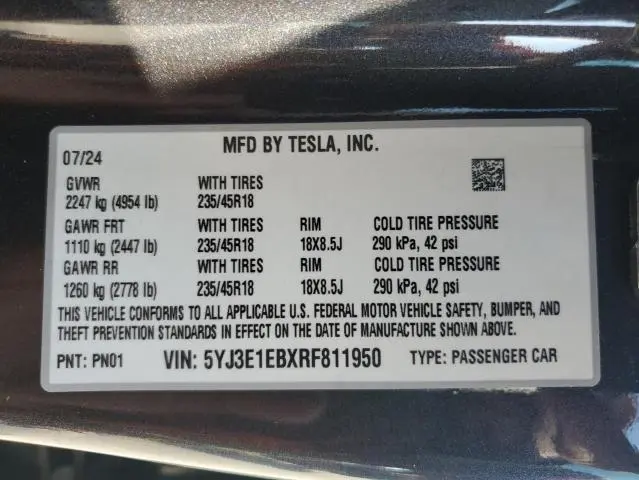 MFD BY TESLA, INC.
07/24
GVWR WITH TIRES
2247 kg (4954 lb) 235/45R18
GAWR FRT WITH TIRES RIM COLD TIRE PRESSURE
1110 kg (2447 lb) 235/45R18 18X8.5J 290 kPa, 42 psi
GAWR RR WITH TIRES RIM COLD TIRE PRESSURE
1260 kg (2778 lb) 235/45R18 18X8.5J 290 kPa, 42 psi
THIS VEHICLE CONFORMS TO ALL APPLICABLE U.S. FEDERAL MOTOR VEHICLE SAFETY, BUMPER, AND
THEFT PREVENTION STANDARDS IN EFFECT ON THE DATE OF MANUFACTURE SHOWN ABOVE.
PNT: PN01 VIN: 5YJ3E1EBXRF811950 TYPE: PASSENGER CAR